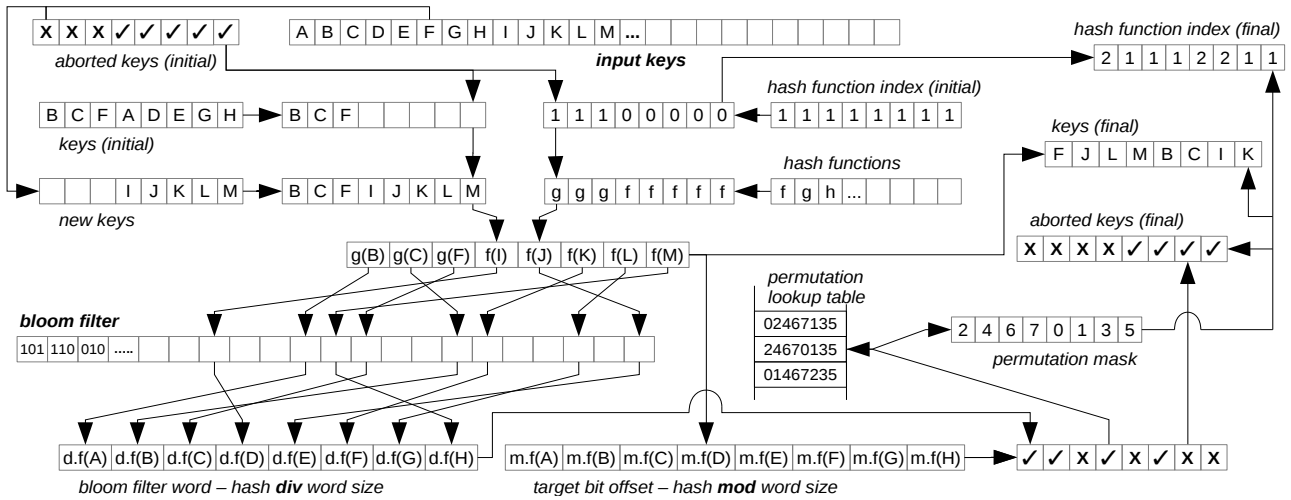 X X X ✓ ✓ ✓ ✓ ✓
A B C D E F G H I J K L M ...
hash function index (final)
2 1 1 1 2 2 1 1
aborted keys (initial)
input keys
hash function index (initial)
B C F A D E G H
B C F
1 1 1 0 0 0 0 0
1 1 1 1 1 1 1 1
keys (initial)
keys (final)
F J L M B C I K
hash functions
I J K L M
B C F I J K L M
g g g f f f f f
f g h ...
new keys
aborted keys (final)
X X X X ✓ ✓ ✓ ✓
g(B) g(C) g(F) f(I) f(J) f(K) f(L) f(M)
permutation
lookup table
02467135
24670135
01467235
2 4 6 7 0 1 3 5
permutation mask
bloom filter
101 110 010 .....
d.f(A) d.f(B) d.f(C) d.f(D) d.f(E) d.f(F) d.f(G) d.f(H)
m.f(A) m.f(B) m.f(C) m.f(D) m.f(E) m.f(F) m.f(G) m.f(H)
✓ ✓ X ✓ X ✓ X X
bloom filter word – hash div word size
target bit offset – hash mod word size